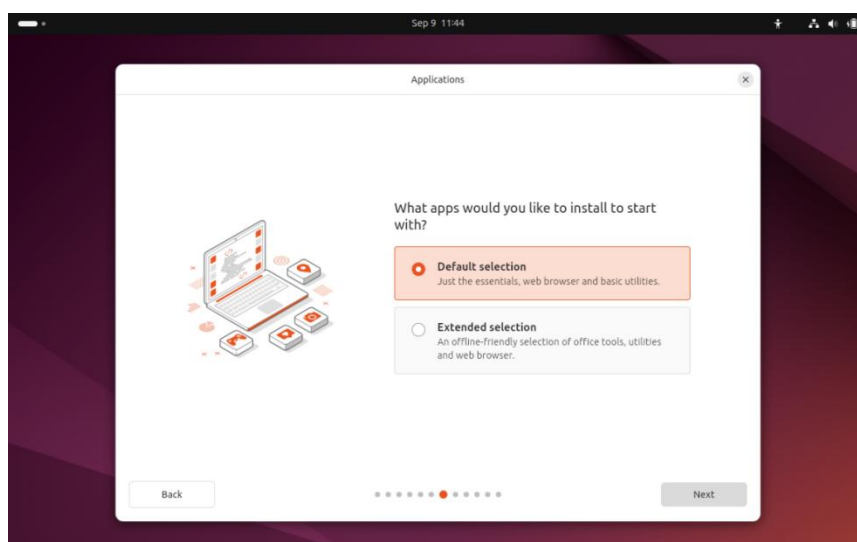 Sep 9 11:44
Applications
What apps would you like to install to start
with?
Default selection
Just the essentials, web browser and basic utilities.
Extended selection
An offline-friendly selection of office tools, utilities
and web browser.
Back
Next